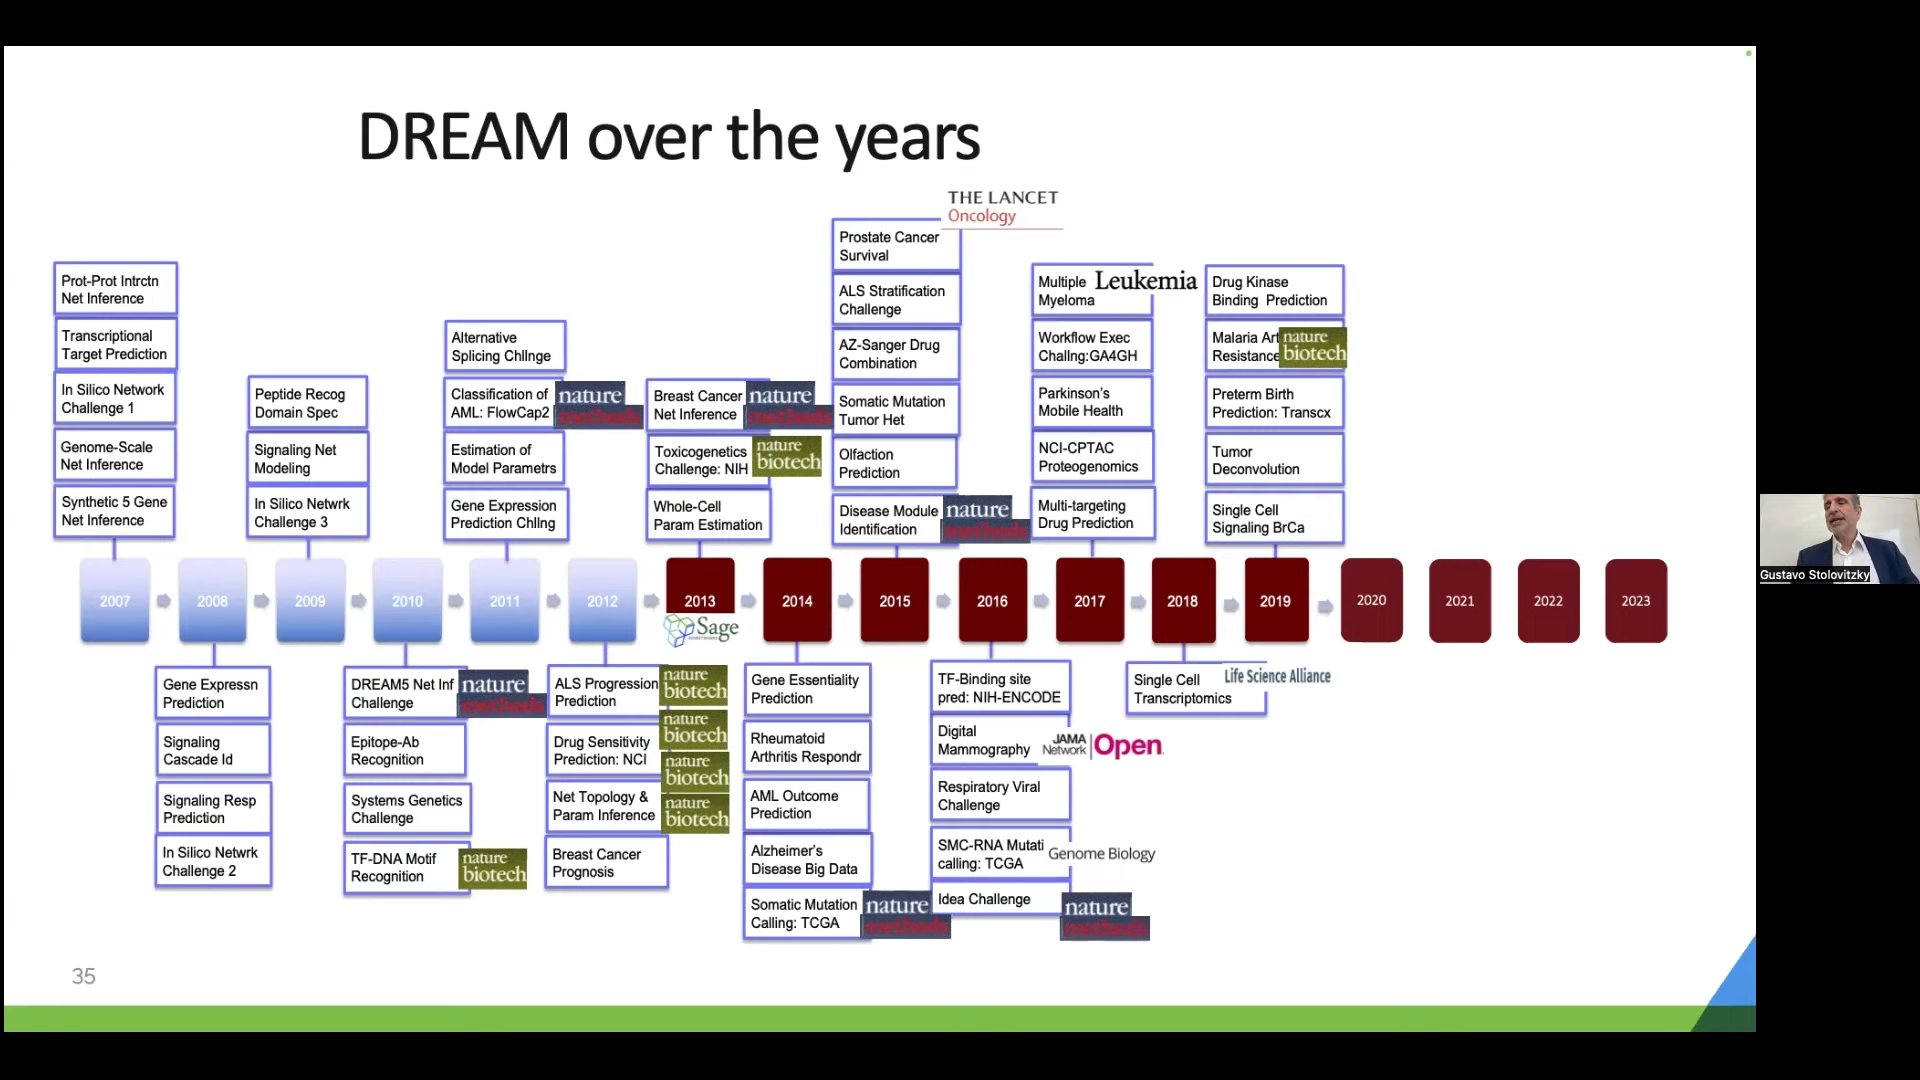 DREAM over the years
THE LANCET
Oncology
Prot-Prot Intrctn
Net Inference
Transcriptional
Target Prediction
In Silico Network
Challenge 1
Genome-Scale
Net Inference
Synthetic 5 Gene
Net Inference
Peptide Recog
Domain Spec
Signaling Net
Modeling
In Silico Netwrk
Challenge 3
Alternative
Splicing Chllnge
Classification of
AML: FlowCap2
nature
methods
Estimation of
Model Parametrs
Gene Expression
Prediction Chllng
Breast Cancer
Net Inference
nature
methods
Toxicogenetics
Challenge: NIH
nature
biotech
Whole-Cell
Param Estimation
Prostate Cancer
Survival
ALS Stratification
Challenge
AZ-Sanger Drug
Combination
Somatic Mutation
Tumor Het
Olfaction
Prediction
Disease Module
Identification
nature
methods
Multiple
Myeloma
Leukemia
Workflow Exec
Challng:GA4GH
Parkinson's
Mobile Health
NCI-CPTAC
Proteogenomics
Multi-targeting
Drug Prediction
Drug Kinase
Binding Prediction
Malaria Art
Resistance
nature
biotech
Preterm Birth
Prediction: Transcx
Tumor
Deconvolution
Single Cell
Signaling BrCa
2007
2008
2009
2010
2011
2012
2013
2014
2015
2016
2017
2018
2019
2020
2021
2022
2023
Sage
Gene Expressn
Prediction
Signaling
Cascade Id
Signaling Resp
Prediction
In Silico Netwrk
Challenge 2
DREAM5 Net Inf
Challenge
nature
methods
Epitope-Ab
Recognition
Systems Genetics
Challenge
TF-DNA Motif
Recognition
nature
biotech
ALS Progression
Prediction
nature
biotech
Drug Sensitivity
Prediction: NCI
nature
biotech
nature
biotech
Net Topology &
Param Inference
nature
biotech
Breast Cancer
Prognosis
Gene Essentiality
Prediction
Rheumatoid
Arthritis Respondr
AML Outcome
Prediction
Alzheimer's
Disease Big Data
Somatic Mutation
Calling: TCGA
nature
methods
TF-Binding site
pred: NIH-ENCODE
Digital
Mammography
JAMA
Network
Open
Respiratory Viral
Challenge
SMC-RNA Mutati
calling: TCGA
Genome Biology
Idea Challenge
nature
methods
Single Cell
Transcriptomics
Life Science Alliance
35
Gustavo Stolovitzky